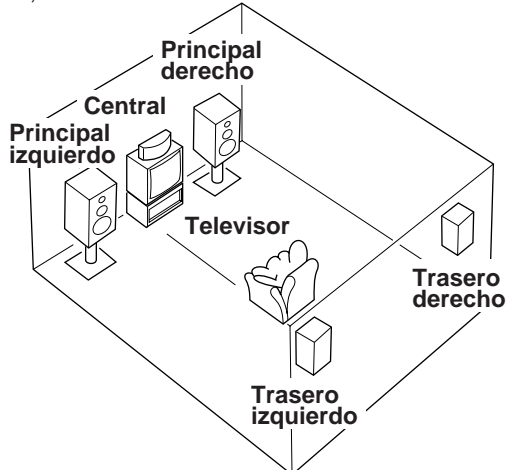 Principal
derecho
Central
Principal
izquierdo
Televisor
Trasero
derecho
Trasero
izquierdo